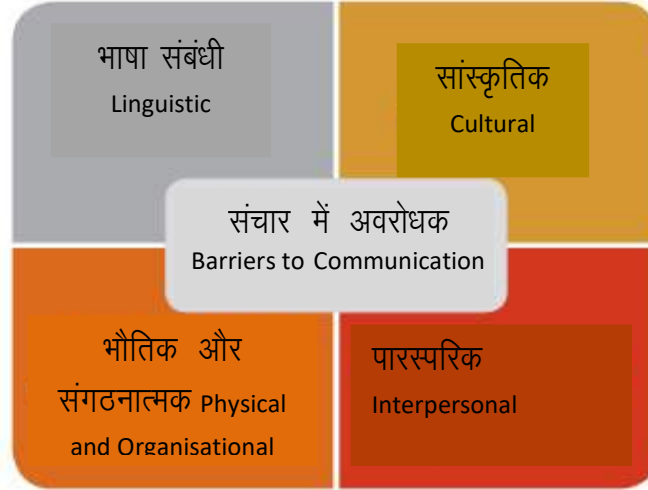 भाषा संबंधी
Linguistic
सांस्कृतिक
Cultural
संचार में अवरोधक
Barriers to Communication
भौतिक और
संगठनात्मक Physical
and Organisational
पारस्परिक
Interpersonal